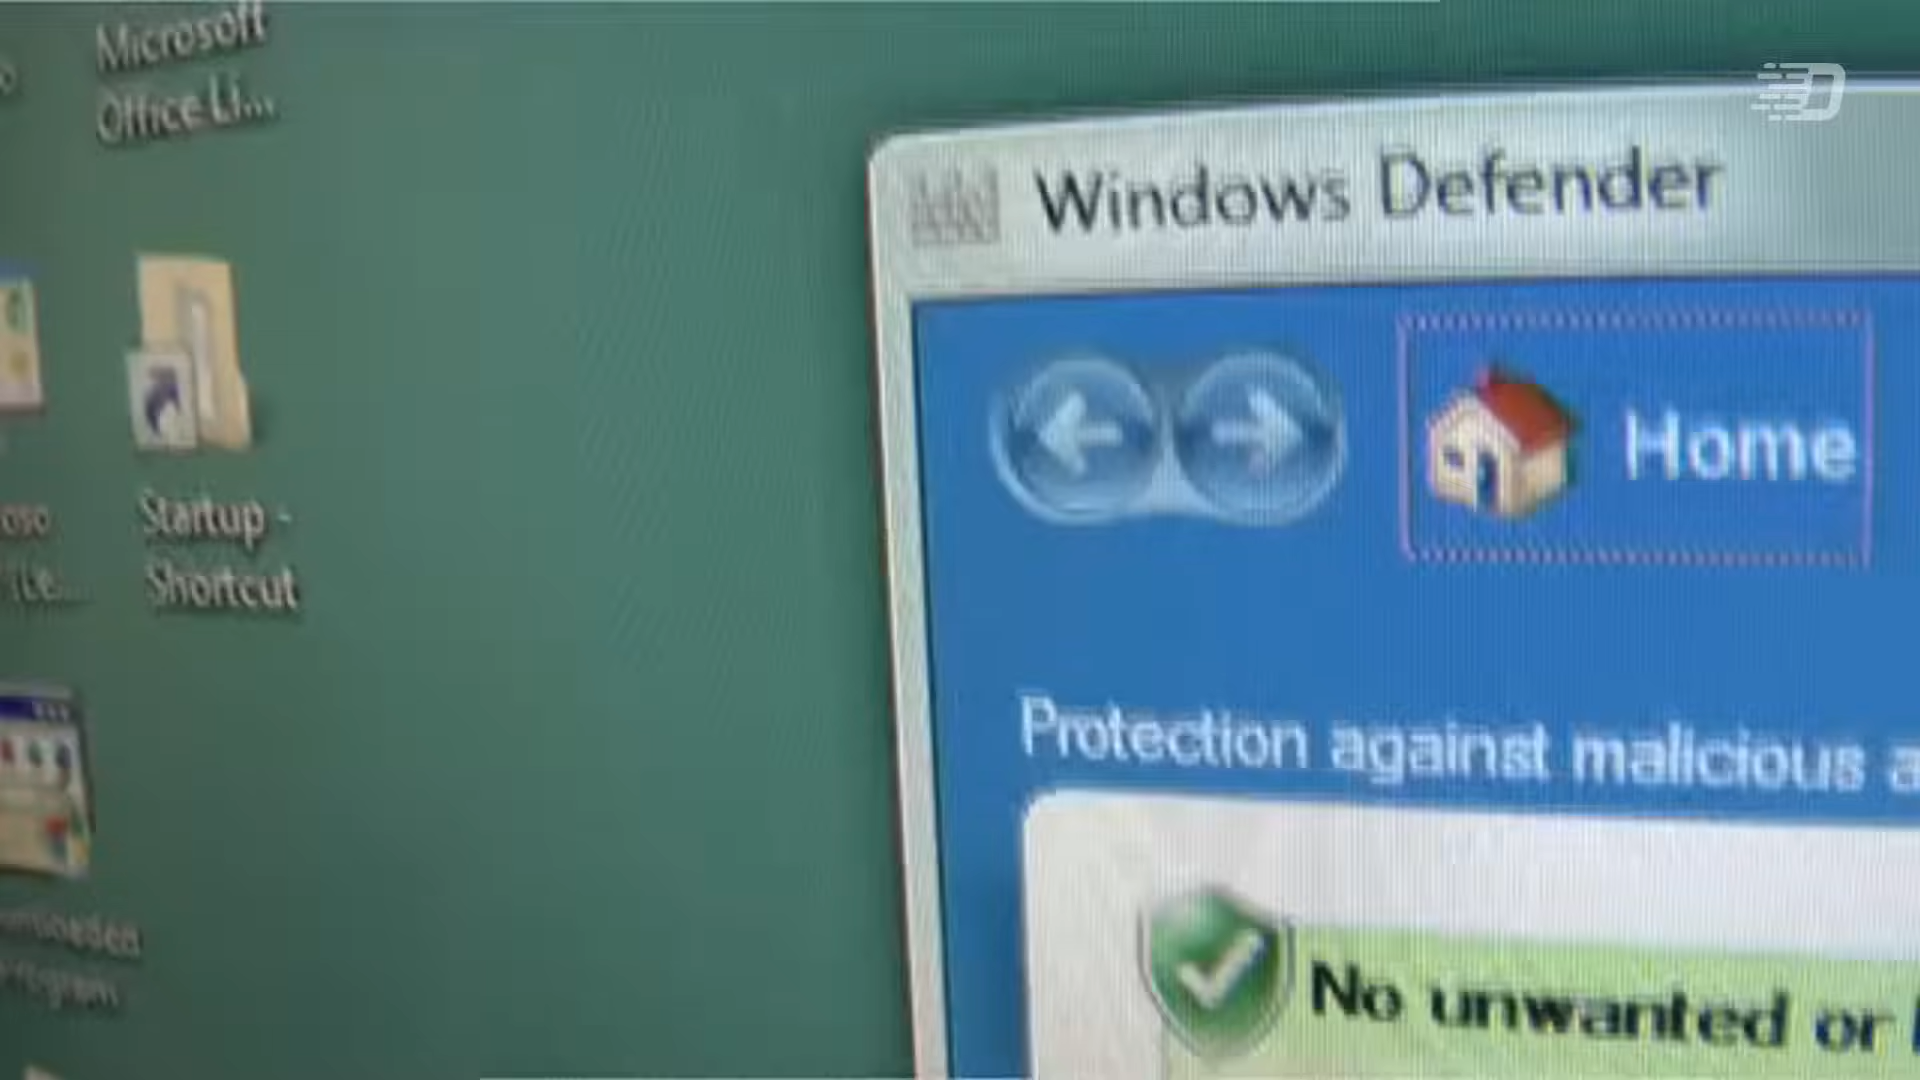 Microsoft
Office Li...
Startup -
Shortcut
Windows Defender
Home
Protection against malicious
No unwanted or